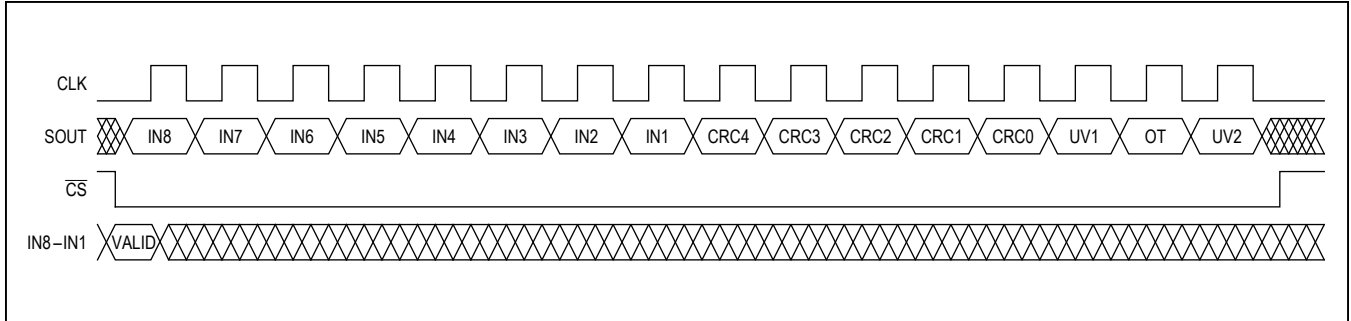 CLK
SOUT IN8 IN7 IN6 IN5 IN4 IN3 IN2 IN1 CRC4 CRC3 CRC2 CRC1 CRC0 UV1 OT UV2
C̅S̅
IN8–IN1 VALID